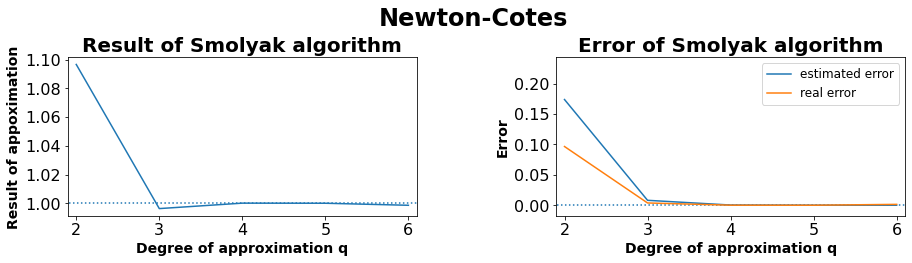 Newton-Cotes
Result of Smolyak algorithm
Result of appoximation
1.10
1.08
1.06
1.04
1.02
1.00
2 3 4 5 6
Degree of approximation q
Error of Smolyak algorithm
Error
0.20
0.15
0.10
0.05
0.00
estimated error
real error
2 3 4 5 6
Degree of approximation q